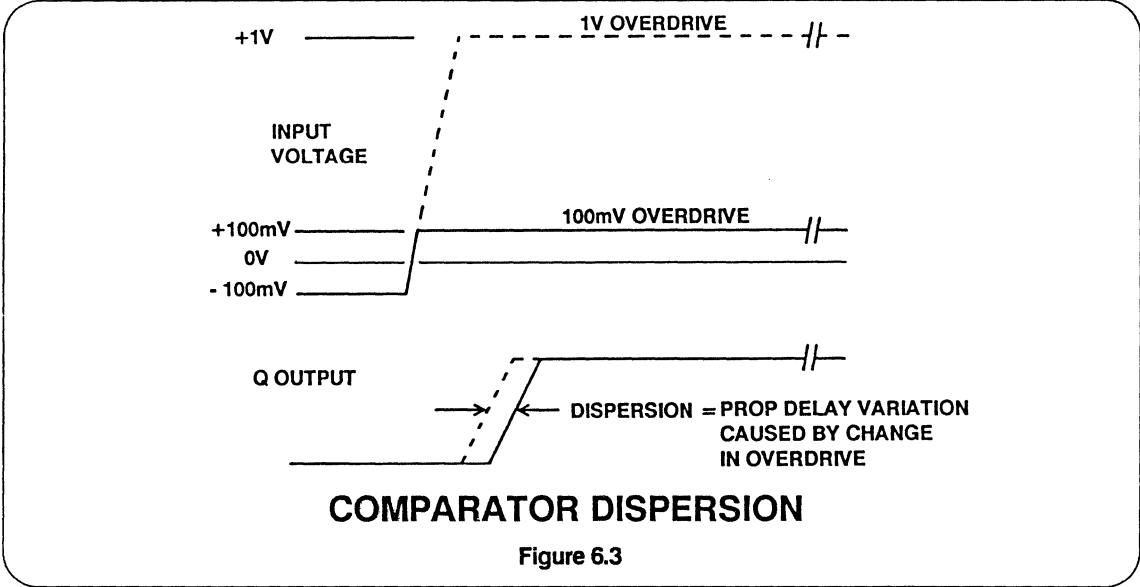 1V OVERDRIVE
+1V
INPUT
VOLTAGE
100mV OVERDRIVE
+100mV
0V
- 100mV
Q OUTPUT
DISPERSION = PROP DELAY VARIATION
CAUSED BY CHANGE
IN OVERDRIVE
COMPARATOR DISPERSION
Figure 6.3